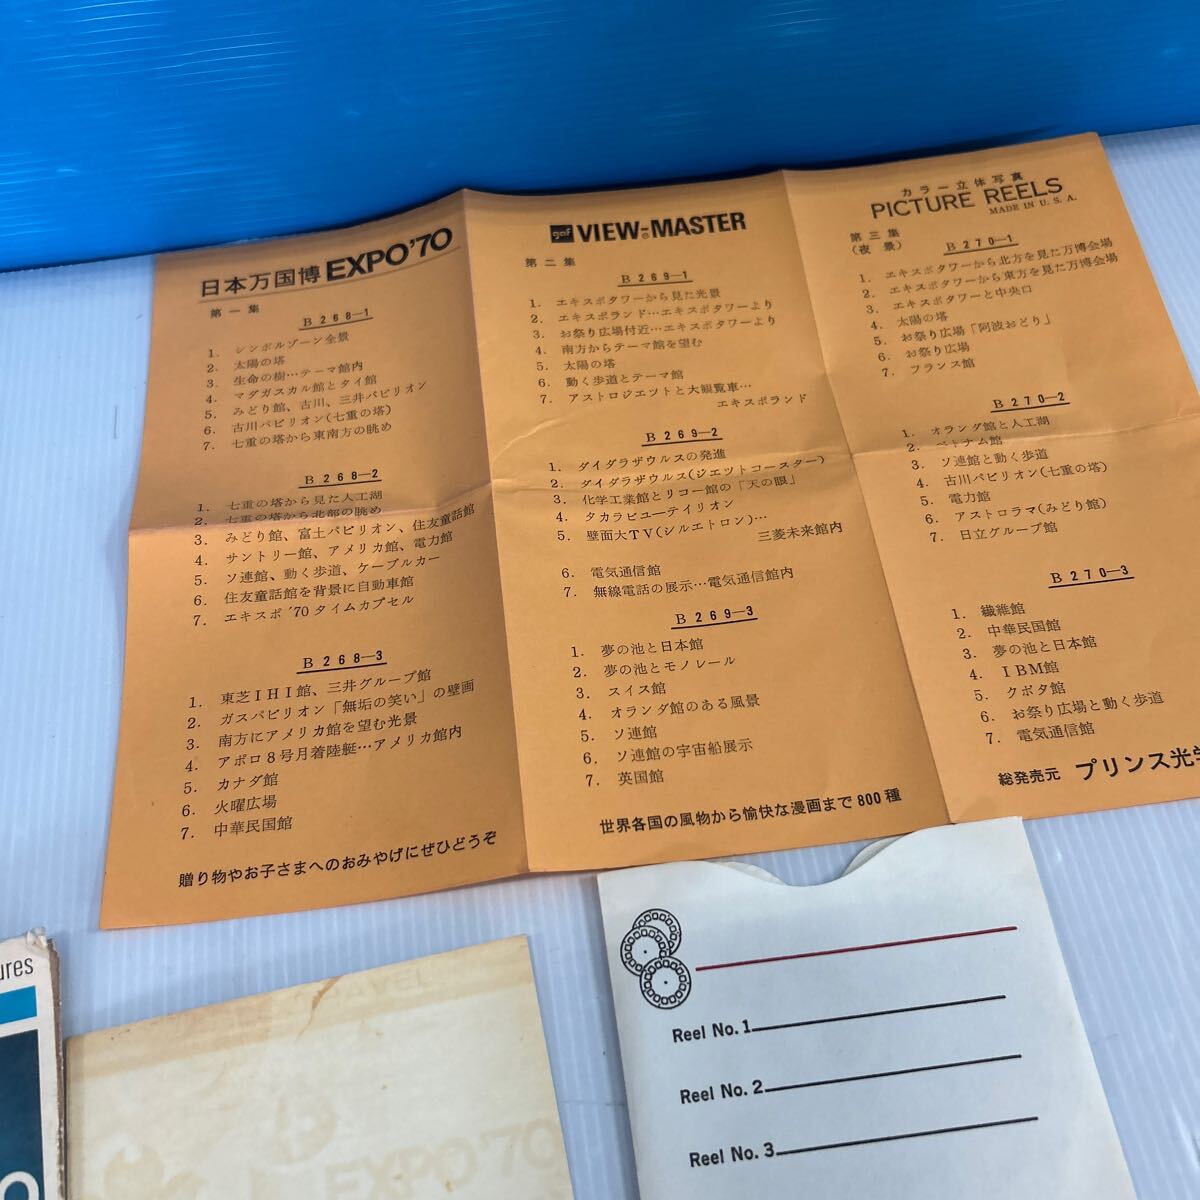 日本万国博 EXPO'70
第一集
B 268-1
1. シンボルゾーン全景
2. 太陽の塔
3. 生命の樹…テーマ館内
4. マダガスカル館とタイ館
5. みどり館、古川、三井パビリオン
6. 古川パビリオン(七重の塔)
7. 七重の塔から東南方の眺め
B 268-2
1. 七重の塔から見た人工湖
2. 七重の塔から北部の眺め
3. みどり館、富士パビリオン、住友童話館
4. サントリー館、アメリカ館、電力館
5. ソ連館、動く歩道、ケーブルカー
6. 住友童話館を背景に自動車館
7. エキスポ'70タイムカプセル
B 268-3
1. 東芝IHI館、三井グループ館
2. ガスパビリオン「無垢の笑い」の壁画
3. 南方にアメリカ館を望む光景
4. アポロ8号月着陸艇…アメリカ館内
5. カナダ館
6. 火曜広場
7. 中華民国館
贈り物やお子さまへのおみやげにぜひどうぞ
gaf VIEW-MASTER
®
第二集
B 269-1
1. エキスポタワーから見た光景
2. エキスポランド…エキスポタワーより
3. お祭り広場付近…エキスポタワーより
4. 南方からテーマ館を望む
5. 太陽の塔
6. 動く歩道とテーマ館
7. アストロジエットと大観覧車…
エキスポランド
B 269-2
1. ダイダラザウルスの発進
2. ダイダラザウルス(ジエツトコースター)
3. 化学工業館とリコー館の「天の眼」
4. タカラビューテイリオン
5. 壁面大TV(シルエトロン)…
三菱未来館内
6. 電気通信館
7. 無線電話の展示…電気通信館内
B 269-3
1. 夢の池と日本館
2. 夢の池とモノレール
3. スイス館
4. オランダ館のある風景
5. ソ連館
6. ソ連館の宇宙船展示
7. 英国館
世界各国の風物から愉快な漫画まで800種
カラー立体写真
PICTURE REELS
MADE IN U.S.A.
第三集
(夜景)
B 270-1
1. エキスポタワーから北方を見た万博会場
2. エキスポタワーから東方を見た万博会場
3. エキスポタワーと中央口
4. 太陽の塔
5. お祭り広場「阿波おどり」
6. お祭り広場
7. フランス館
B 270-2
1. オランダ館と人工湖
2. ベトナム館
3. ソ連館と動く歩道
4. 古川パビリオン(七重の塔)
5. 電力館
6. アストロラマ(みどり館)
7. 日立グループ館
B 270-3
1. 繊維館
2. 中華民国館
3. 夢の池と日本館
4. IBM館
5. クボタ館
6. お祭り広場と動く歩道
7. 電気通信館
総発売元 プリンス光学
Reel No. 1
Reel No. 2
Reel No. 3
EXPO'70